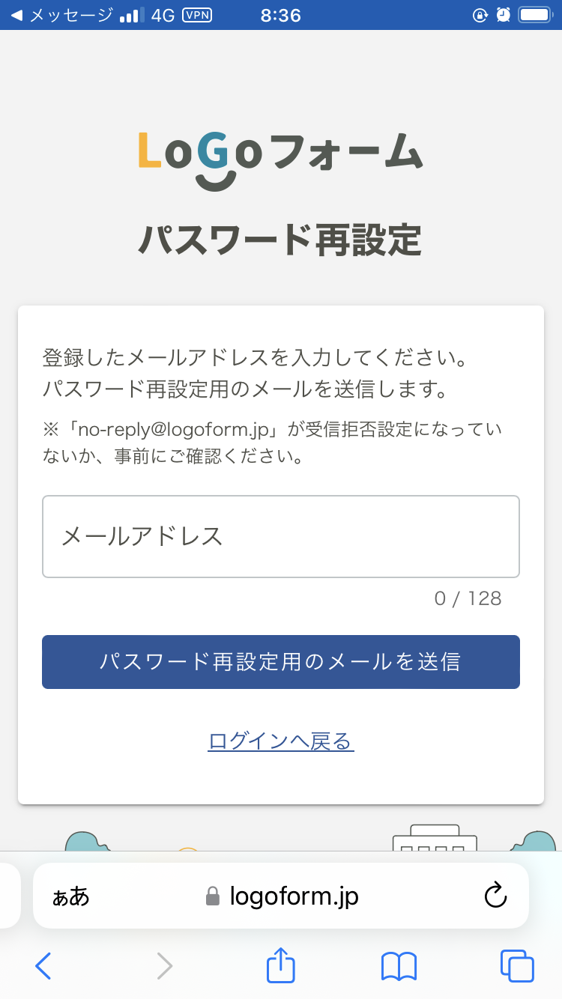 メッセージ 4G VPN 8:36
LoGoフォーム
パスワード再設定
登録したメールアドレスを入力してください。
パスワード再設定用のメールを送信します。
※「no-reply@logoform.jp」が受信拒否設定になってい
ないか、事前にご確認ください。
メールアドレス
0 / 128
パスワード再設定用のメールを送信
ログインへ戻る
ぁあ logoform.jp